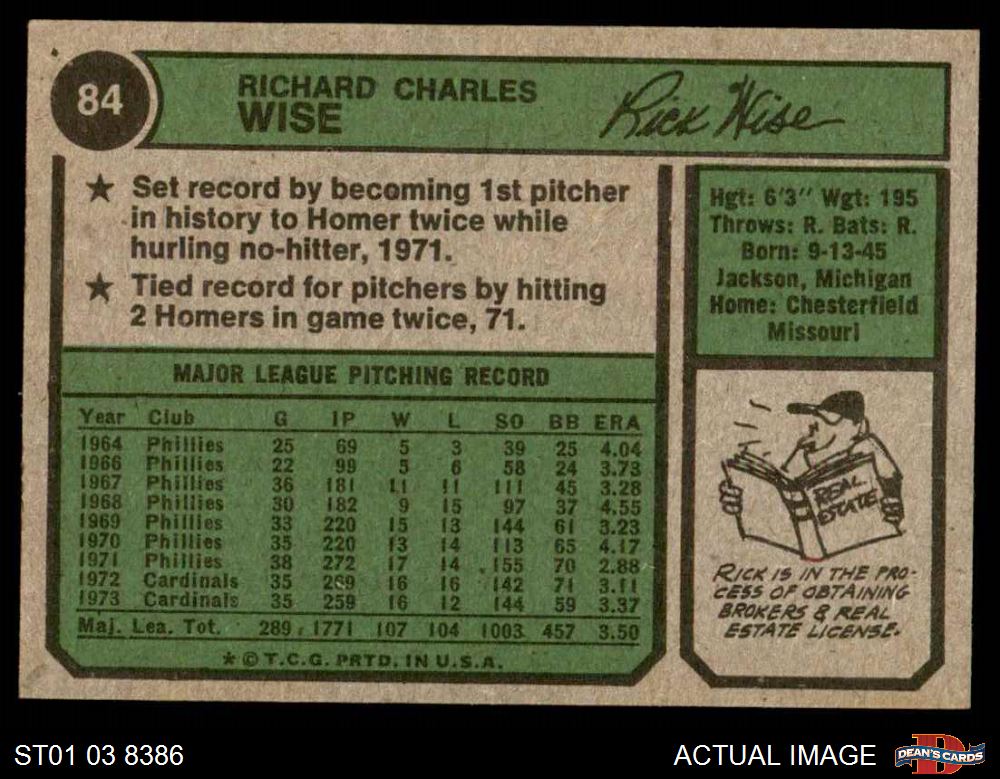 84
RICHARD CHARLES
WISE
Rick Wise
★ Set record by becoming 1st pitcher
in history to Homer twice while
hurling no-hitter, 1971.
★ Tied record for pitchers by hitting
2 Homers in game twice, 71.
Hgt: 6'3" Wgt: 195
Throws: R. Bats: R.
Born: 9-13-45
Jackson, Michigan
Home: Chesterfield
Missouri
MAJOR LEAGUE PITCHING RECORD
Year Club G IP W L SO BB ERA
1964 Phillies 25 69 5 3 39 25 4.04
1966 Phillies 22 99 5 6 58 24 3.73
1967 Phillies 36 181 11 11 111 45 3.28
1968 Phillies 30 182 9 15 97 37 4.55
1969 Phillies 33 220 15 13 144 61 3.23
1970 Phillies 35 220 13 14 113 65 4.17
1971 Phillies 38 272 17 14 155 70 2.88
1972 Cardinals 35 269 16 16 142 71 3.11
1973 Cardinals 35 259 16 12 144 59 3.37
Maj. Lea. Tot. 289 1771 107 104 1003 457 3.50
★ © T.C.G. PRTD. IN U.S.A.
REAL
ESTATE
RICK IS IN THE PRO-
CESS OF OBTAINING
BROKERS & REAL
ESTATE LICENSE.
ST01 03 8386
ACTUAL IMAGE
D
DEAN'S CARDS